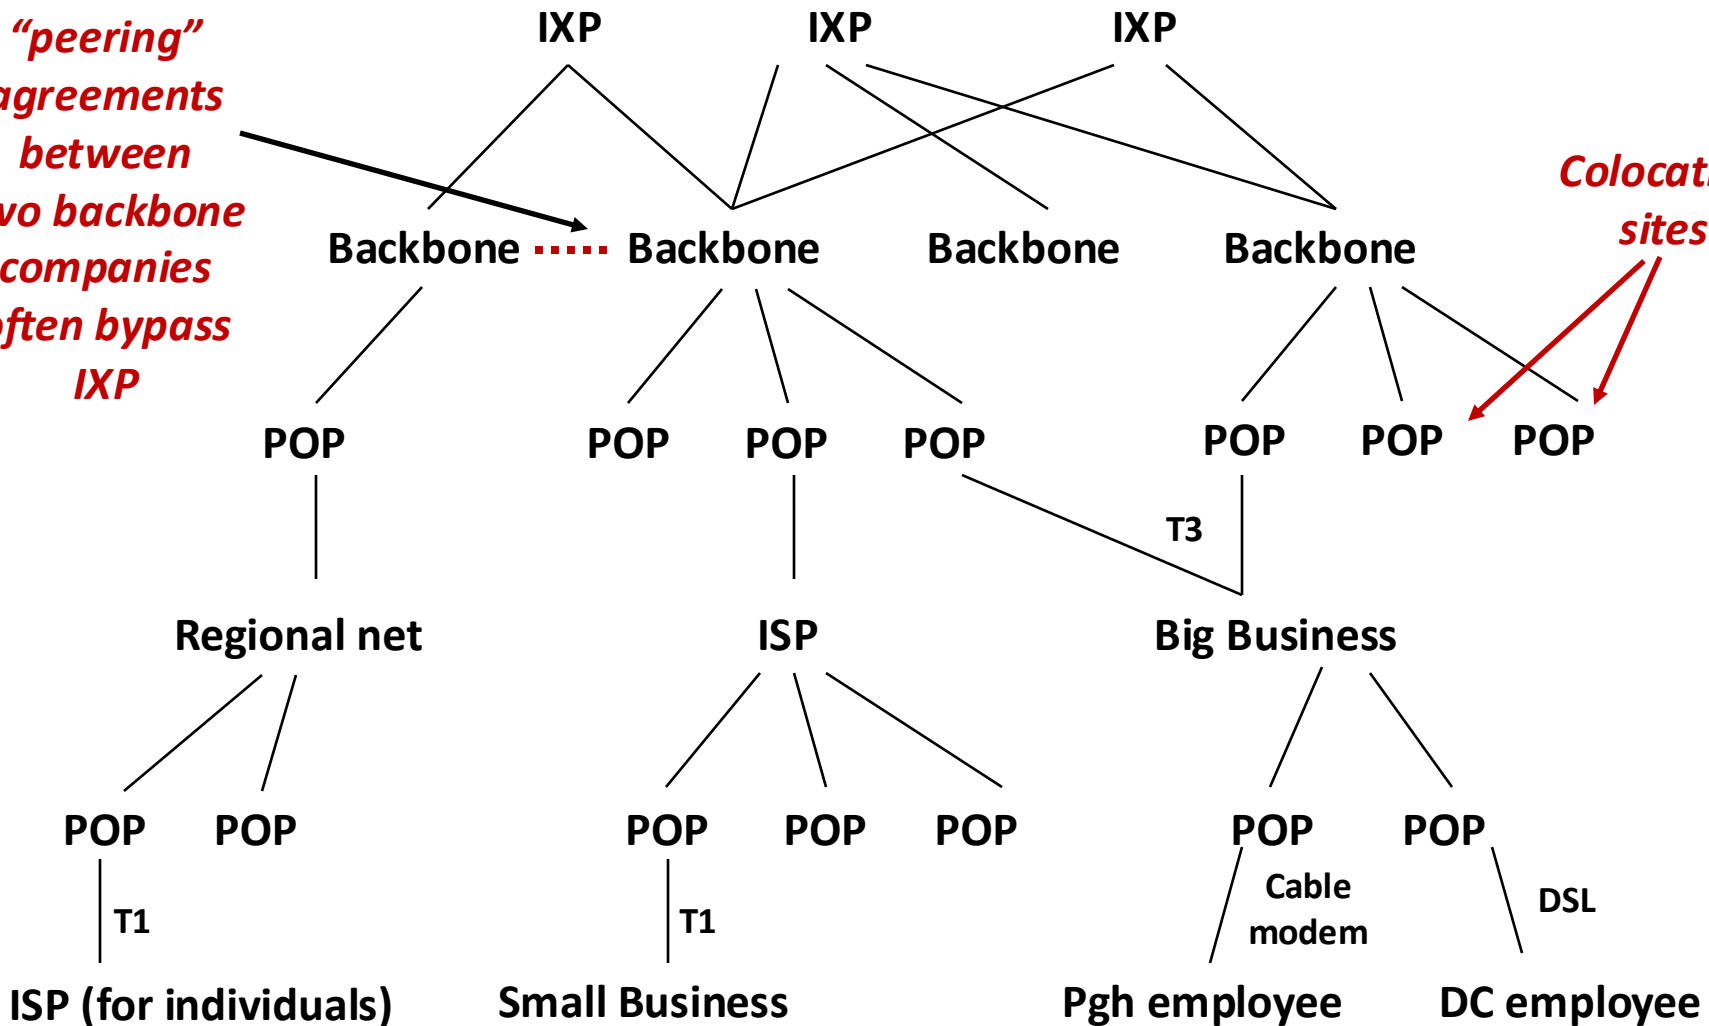 “peering”
agreements
between
wo backbone
companies
often bypass
IXP
IXP IXP IXP
Backbone Backbone Backbone Backbone
Colocati
sites
POP POP POP POP POP POP POP
T3
Regional net ISP Big Business
POP POP POP POP POP POP POP
T1 T1
Cable
modem
DSL
ISP (for individuals) Small Business Pgh employee DC employee